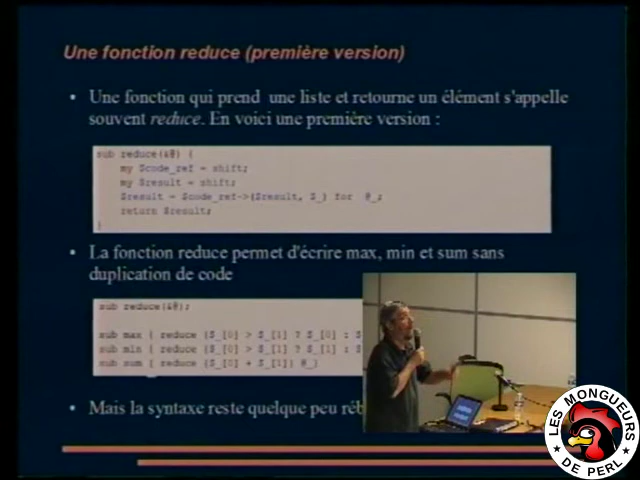 Une fonction reduce (première version)
• Une fonction qui prend une liste et retourne un élément s'appelle
souvent reduce. En voici une première version :
sub reduce(&@) {
my $code_ref = shift;
my $result = shift;
$result = $code_ref->($result, $_) for @_;
return $result;
}
• La fonction reduce permet d'écrire max, min et sum sans
duplication de code
sub reduce(&@);
sub max { reduce {$_[0] > $_[1] ? $_[0] : $
sub min { reduce {$_[0] > $_[1] ? $_[1] : $
sub sum { reduce {$_[0] + $_[1]} @_}
• Mais la syntaxe reste quelque peu réb
LES MONGUEURS
DE PERL